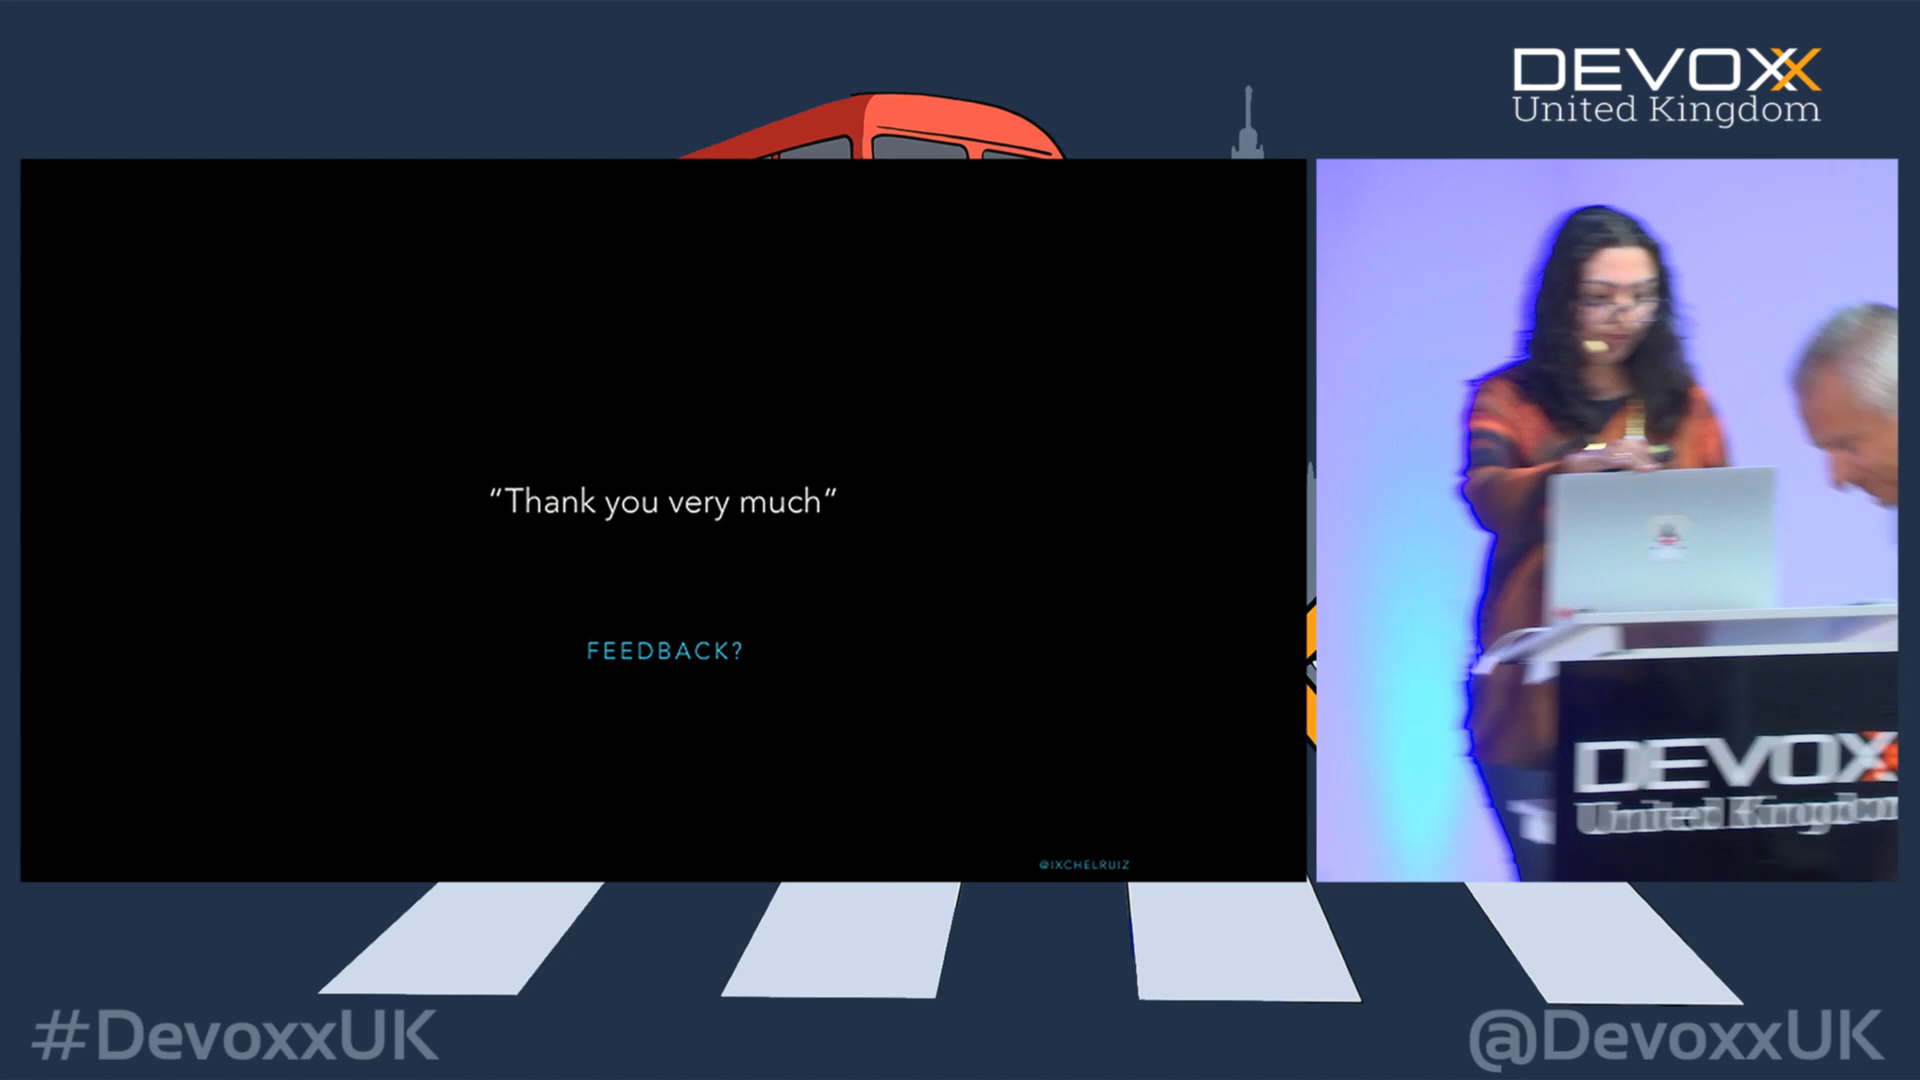 DEVOXX
United Kingdom
“Thank you very much”
FEEDBACK?
@IXCHELRUIZ
DEVOXX
United Kingdom
#DevoxxUK
@DevoxxUK